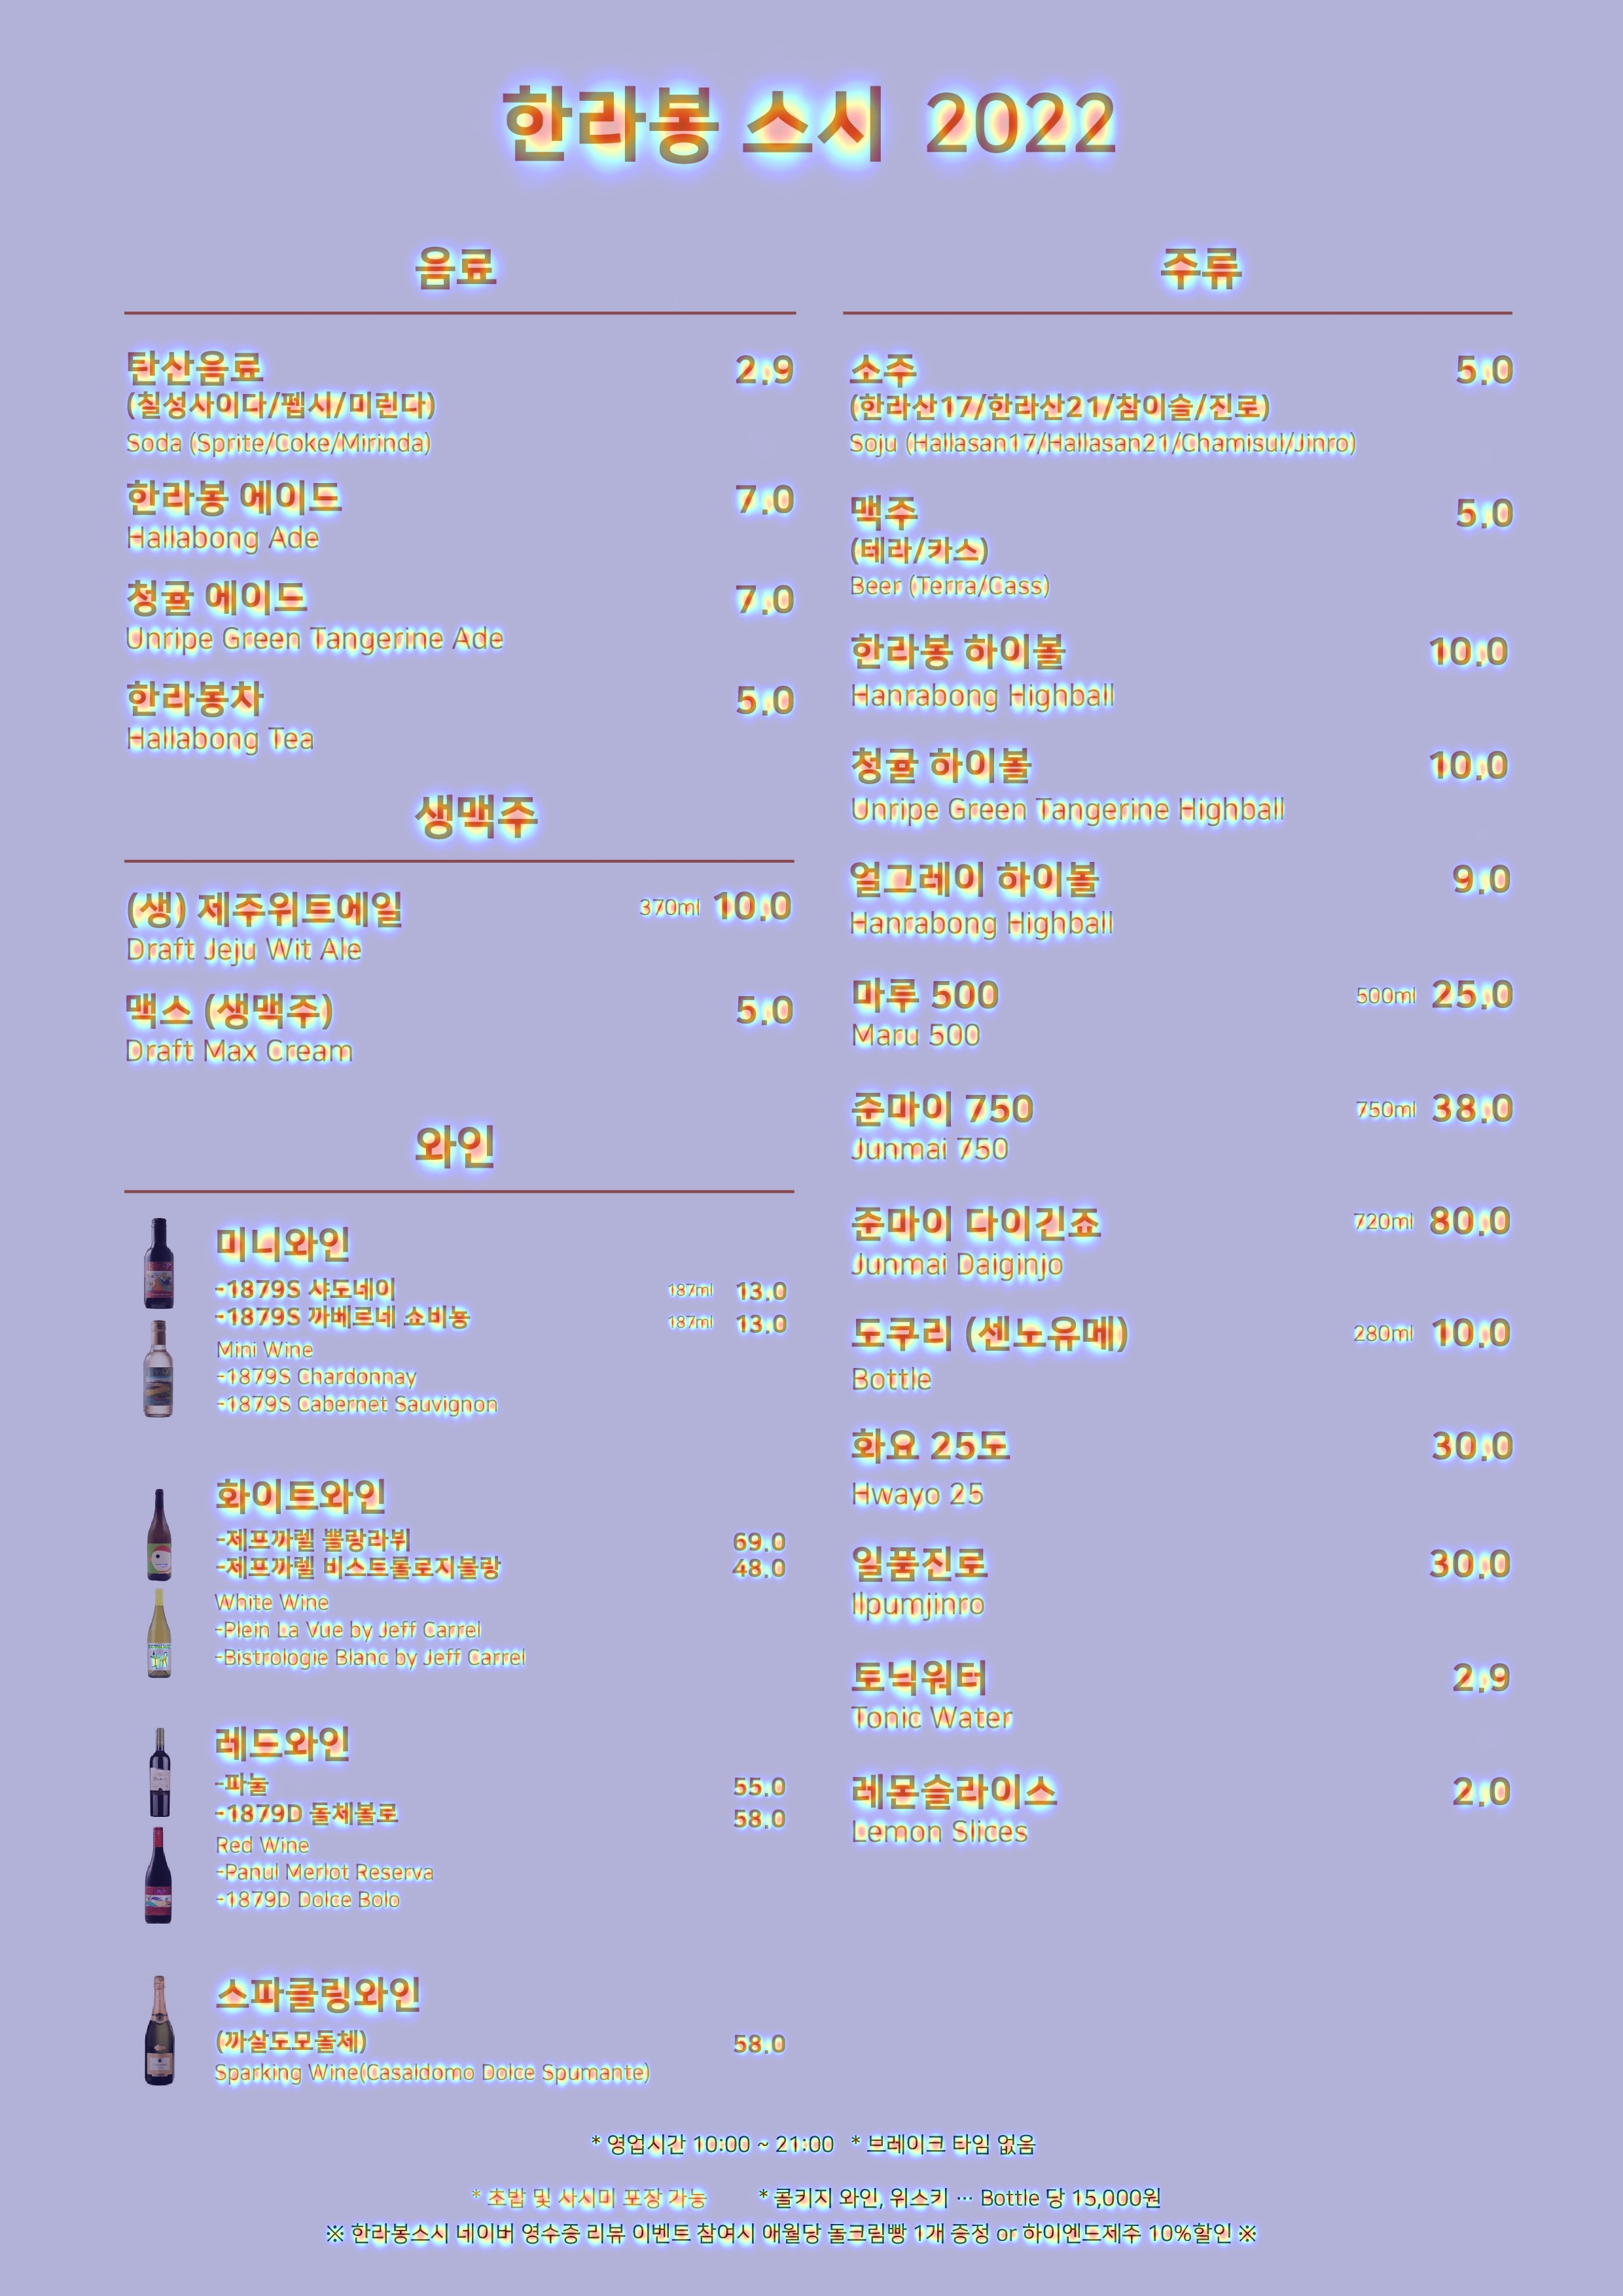 한라봉 스시 2022
음료
탄산음료 2.9
(칠성사이다/펩시/미린다)
Soda (Sprite/Coke/Mirinda)
한라봉 에이드 7.0
Hallabong Ade
청귤 에이드 7.0
Unripe Green Tangerine Ade
한라봉차 5.0
Hallabong Tea
생맥주
(생) 제주위트에일 370ml 10.0
Draft Jeju Wit Ale
맥스 (생맥주) 5.0
Draft Max Cream
와인
미니와인
-1879S 샤도네이 187ml 13.0
-1879S 까베르네 쇼비뇽 187ml 13.0
Mini Wine
-1879S Chardonnay
-1879S Cabernet Sauvignon
화이트와인
-제프까렐 쁠랑라뷔 69.0
-제프까렐 비스트롤로지블랑 48.0
White Wine
-Plein La Vue by Jeff Carrel
-Bistrologie Blanc by Jeff Carrel
레드와인
-파눌 55.0
-1879D 돌체볼로 58.0
Red Wine
-Panul Merlot Reserva
-1879D Dolce Bolo
스파클링와인
(까살도모돌체) 58.0
Sparking Wine(Casaldomo Dolce Spumante)
주류
소주 5.0
(한라산17/한라산21/참이슬/진로)
Soju (Hallasan17/Hallasan21/Chamisul/Jinro)
맥주 5.0
(테라/카스)
Beer (Terra/Cass)
한라봉 하이볼 10.0
Hanrabong Highball
청귤 하이볼 10.0
Unripe Green Tangerine Highball
얼그레이 하이볼 9.0
Hanrabong Highball
마루 500 500ml 25.0
Maru 500
준마이 750 750ml 38.0
Junmai 750
준마이 다이긴죠 720ml 80.0
Junmai Daiginjo
도쿠리 (센노유메) 280ml 10.0
Bottle
화요 25도 30.0
Hwayo 25
일품진로 30.0
Ilpumjinro
토닉워터 2.9
Tonic Water
레몬슬라이스 2.0
Lemon Slices
* 영업시간 10:00 ~ 21:00 * 브레이크 타임 없음
* 초밥 및 사시미 포장 가능 * 콜키지 와인, 위스키 ··· Bottle 당 15,000원
※ 한라봉스시 네이버 영수증 리뷰 이벤트 참여시 애월당 돌크림빵 1개 증정 or 하이엔드제주 10%할인 ※